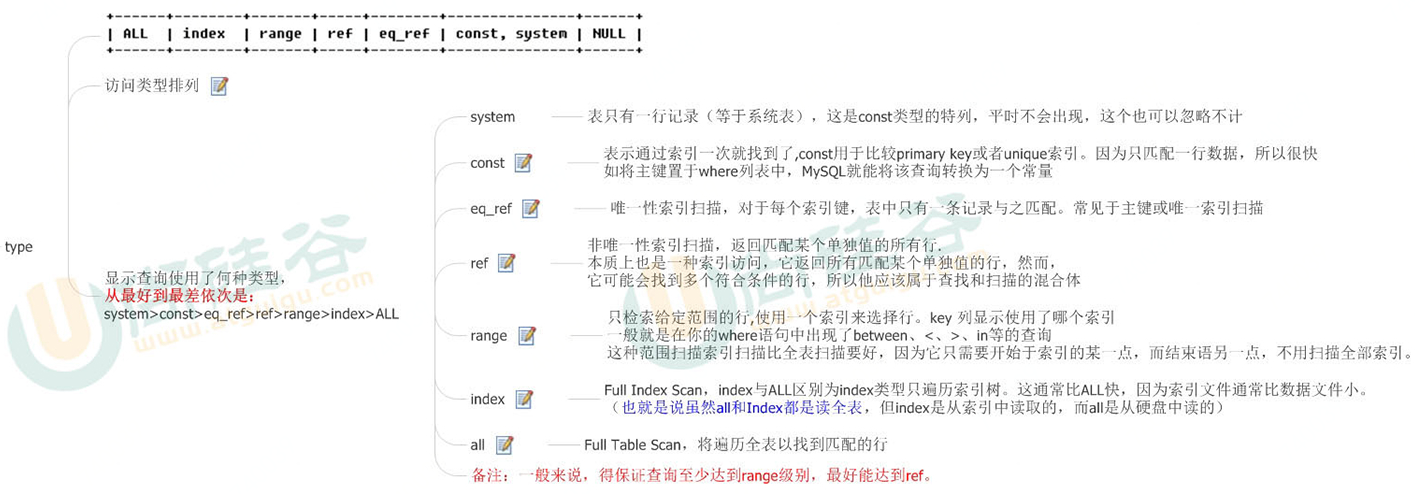 | ALL | index | range | ref | eq_ref | const, system | NULL |
访问类型排列
type
显示查询使用了何种类型，
从最好到最差依次是：
system>const>eq_ref>ref>range>index>ALL
system
表只有一行记录（等于系统表），这是const类型的特列，平时不会出现，这个也可以忽略不计
const
表示通过索引一次就找到了,const用于比较primary key或者unique索引。因为只匹配一行数据，所以很快
如将主键置于where列表中，MySQL就能将该查询转换为一个常量
eq_ref
唯一性索引扫描，对于每个索引键，表中只有一条记录与之匹配。常见于主键或唯一索引扫描
ref
非唯一性索引扫描，返回匹配某个单独值的所有行.
本质上也是一种索引访问，它返回所有匹配某个单独值的行，然而，
它可能会找到多个符合条件的行，所以他应该属于查找和扫描的混合体
range
只检索给定范围的行,使用一个索引来选择行。key 列显示使用了哪个索引
一般就是在你的where语句中出现了between、<、>、in等的查询
这种范围扫描索引扫描比全表扫描要好，因为它只需要开始于索引的某一点，而结束语另一点，不用扫描全部索引。
index
Full Index Scan，index与ALL区别为index类型只遍历索引树。这通常比ALL快，因为索引文件通常比数据文件小。
（也就是说虽然all和Index都是读全表，但index是从索引中读取的，而all是从硬盘中读的）
all
Full Table Scan，将遍历全表以找到匹配的行
备注：一般来说，得保证查询至少达到range级别，最好能达到ref。
尚硅谷
www.atguigu.com
尚硅谷
www.atguigu.com